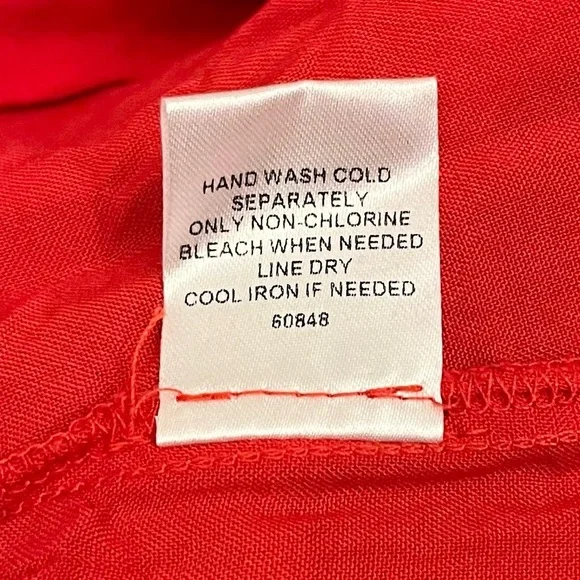 HAND WASH COLD
SEPARATELY
ONLY NON-CHLORINE
BLEACH WHEN NEEDED
LINE DRY
COOL IRON IF NEEDED
60848